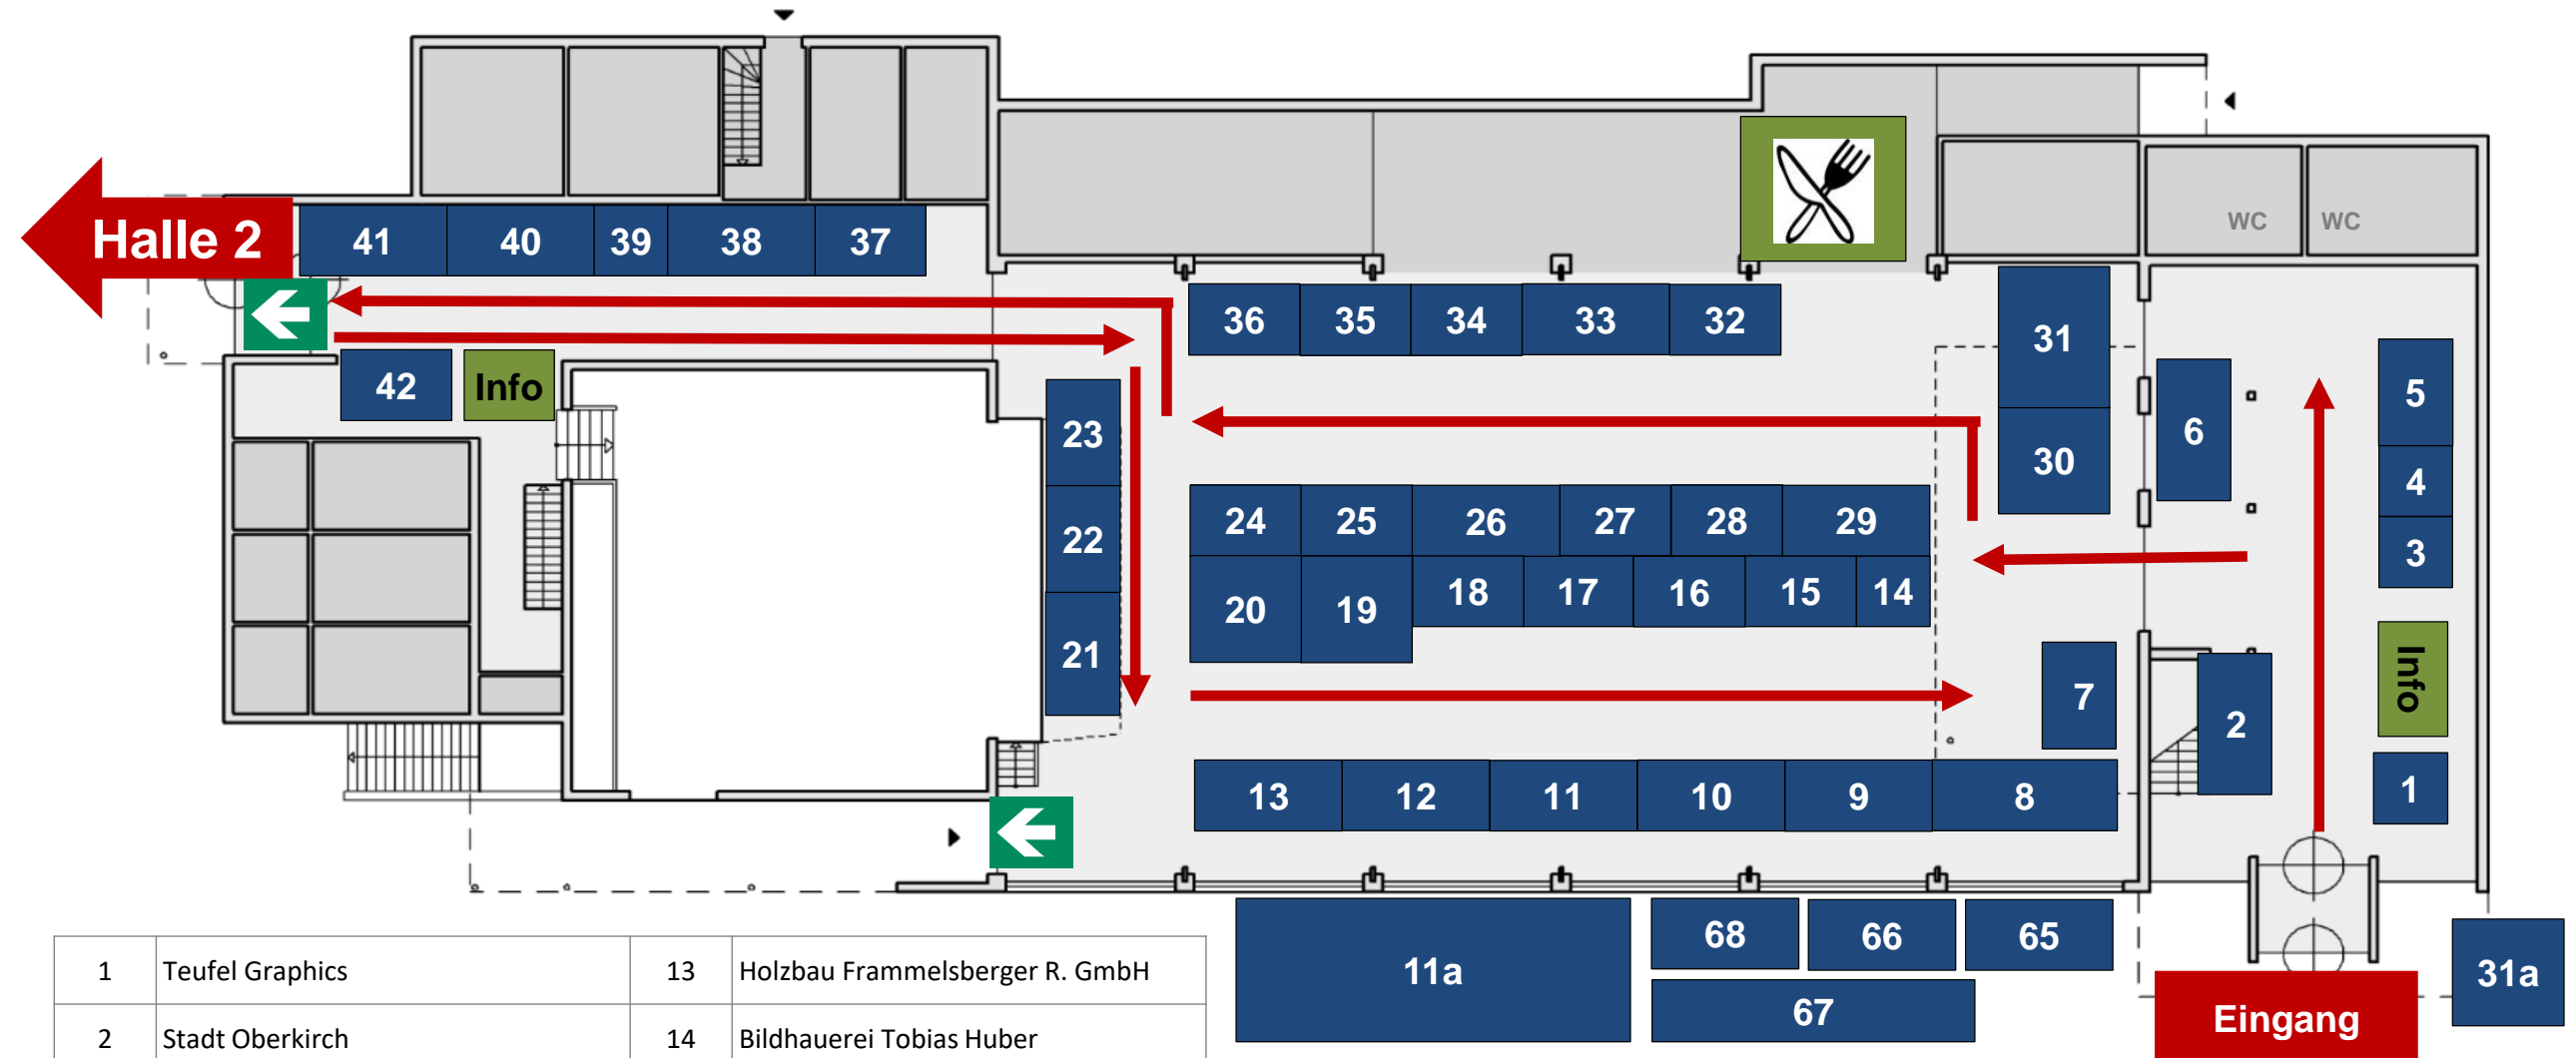 WC WC
Halle 2
41 40 39 38 37
36 35 34 33 32
31
5
42 Info
6
23
30
4
24 25 26 27 28 29
22
3
20 19 18 17 16 15 14
21
7
Info
2
13 12 11 10 9 8
1
68 66 65
11a
31a
67
Eingang
1 Teufel Graphics 13 Holzbau Frammelsberger R. GmbH
2 Stadt Oberkirch 14 Bildhauerei Tobias Huber